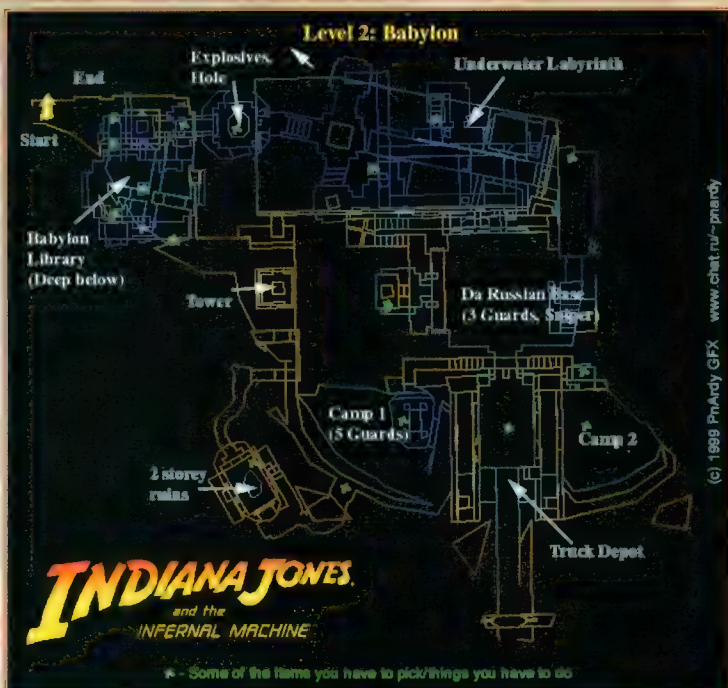 Level 2: Babylon
Explosives,
Hole
Underwater Labyrinth
End
Start
Babylon
Library
(Deep below)
Tower
Da Russian Base
(3 Guards, Sniper)
Camp 1
(5 Guards)
Camp 2
2 storey
ruins
Truck Depot
INDIANA JONES
and the
INFERNAL MACHINE
* - Some of the items you have to pick/things you have to do
(c) 1999 PnArdy GFX www.chat.ru/~pnardy